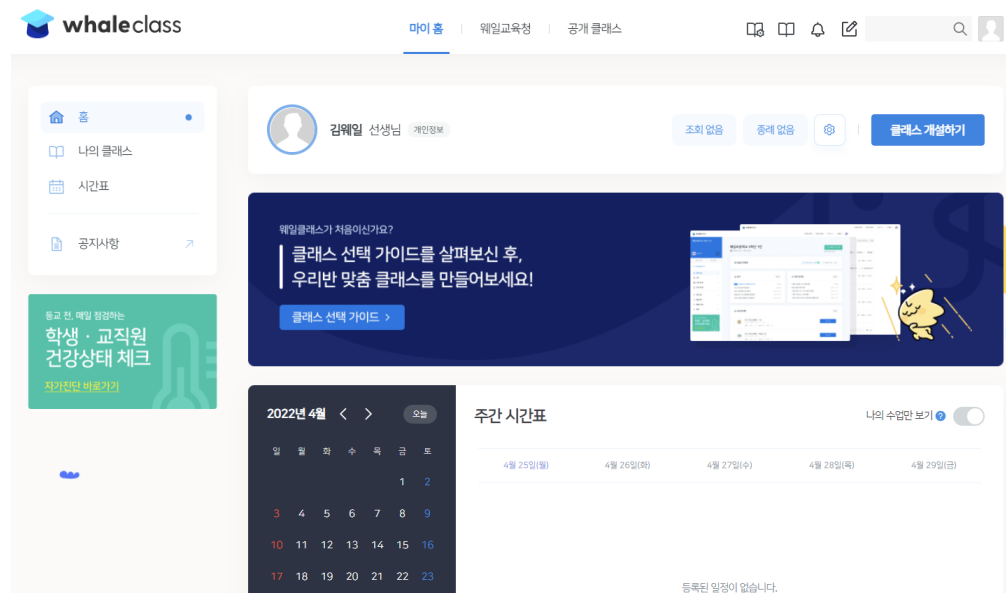 whaleclass
마이 홈
웨일교육청
공개 클래스
홈
나의 클래스
시간표
공지사항
등교 전, 매일 점검하는
학생 · 교직원
건강상태 체크
자가진단 바로가기
김웨일 선생님 개인정보
조회 없음
종례 없음
클래스 개설하기
웨일클래스가 처음이신가요?
클래스 선택 가이드를 살펴보신 후,
우리반 맞춤 클래스를 만들어보세요!
클래스 선택 가이드 >
2022년 4월 < > 오늘
일 월 화 수 목 금 토
1 2
3 4 5 6 7 8 9
10 11 12 13 14 15 16
17 18 19 20 21 22 23
주간 시간표
나의 수업만 보기 ?
4월 25일(월) 4월 26일(화) 4월 27일(수) 4월 28일(목) 4월 29일(금)
등록된 일정이 없습니다.